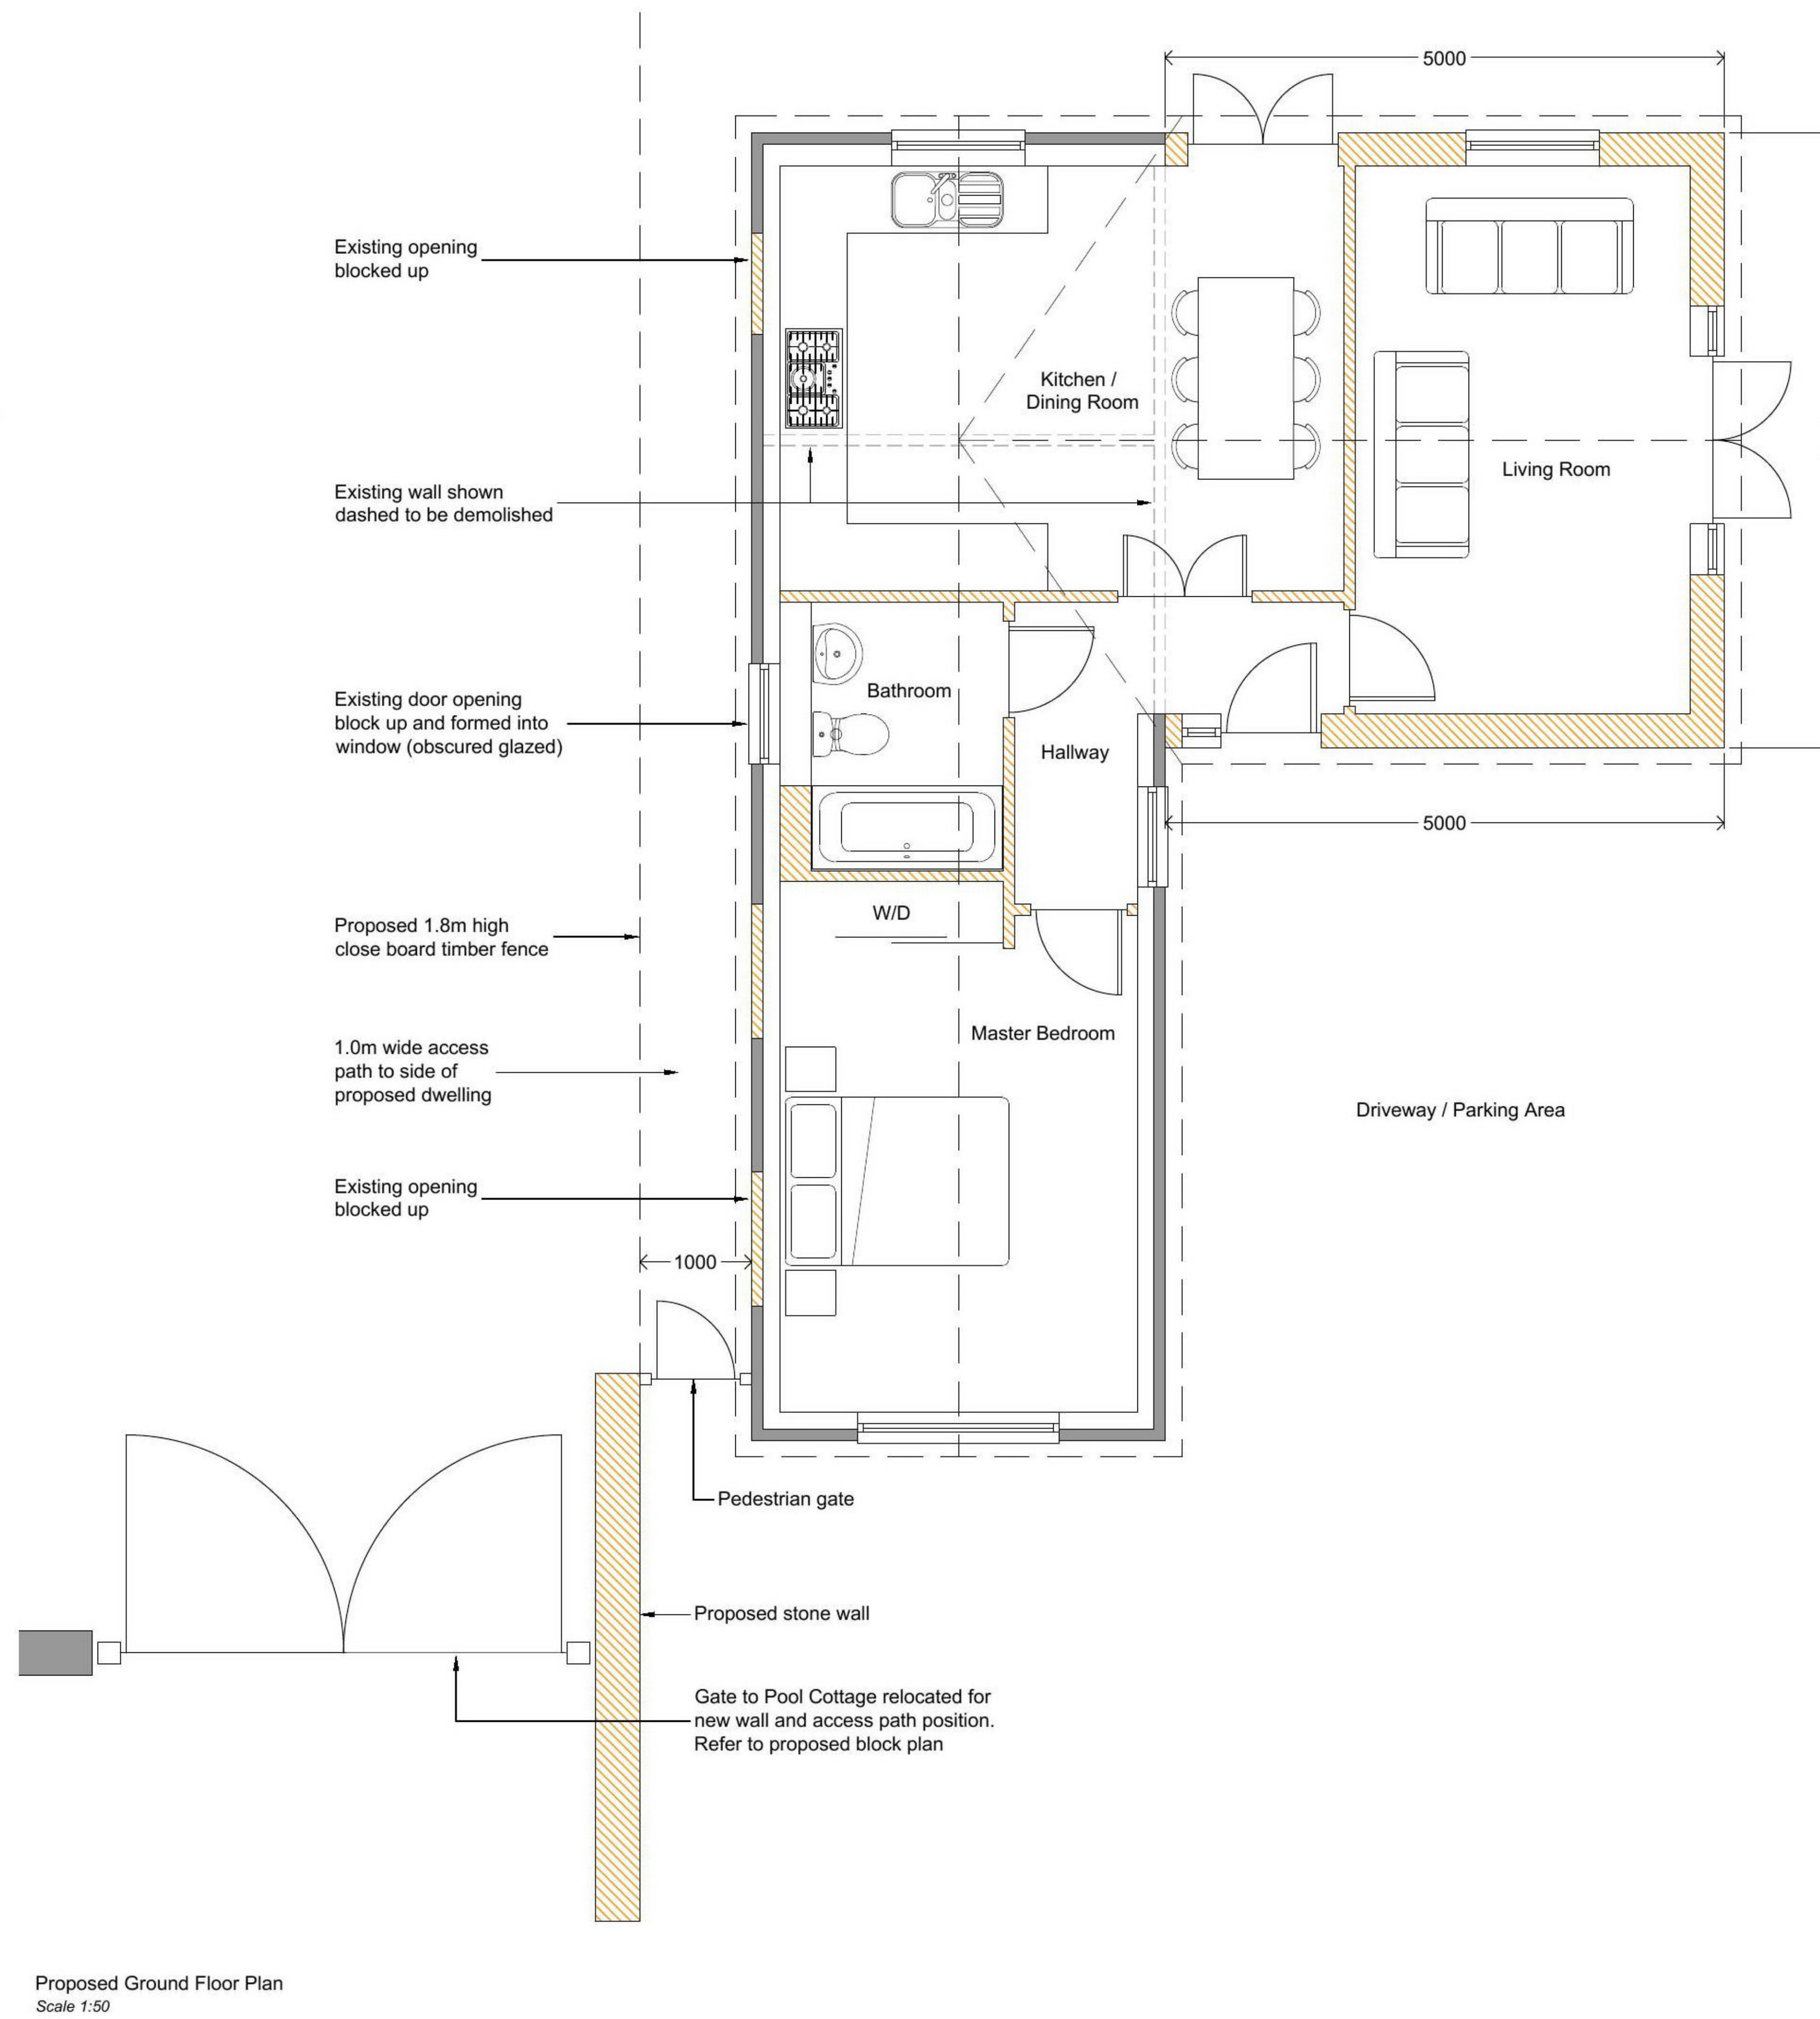 5000
Existing opening
blocked up
Kitchen /
Dining Room
Living Room
Existing wall shown
dashed to be demolished
Existing door opening
block up and formed into
window (obscured glazed)
Bathroom
Hallway
5000
W/D
Proposed 1.8m high
close board timber fence
Master Bedroom
1.0m wide access
path to side of
proposed dwelling
Driveway / Parking Area
Existing opening
blocked up
1000
Pedestrian gate
Proposed stone wall
Gate to Pool Cottage relocated for
new wall and access path position.
Refer to proposed block plan
Proposed Ground Floor Plan
Scale 1:50